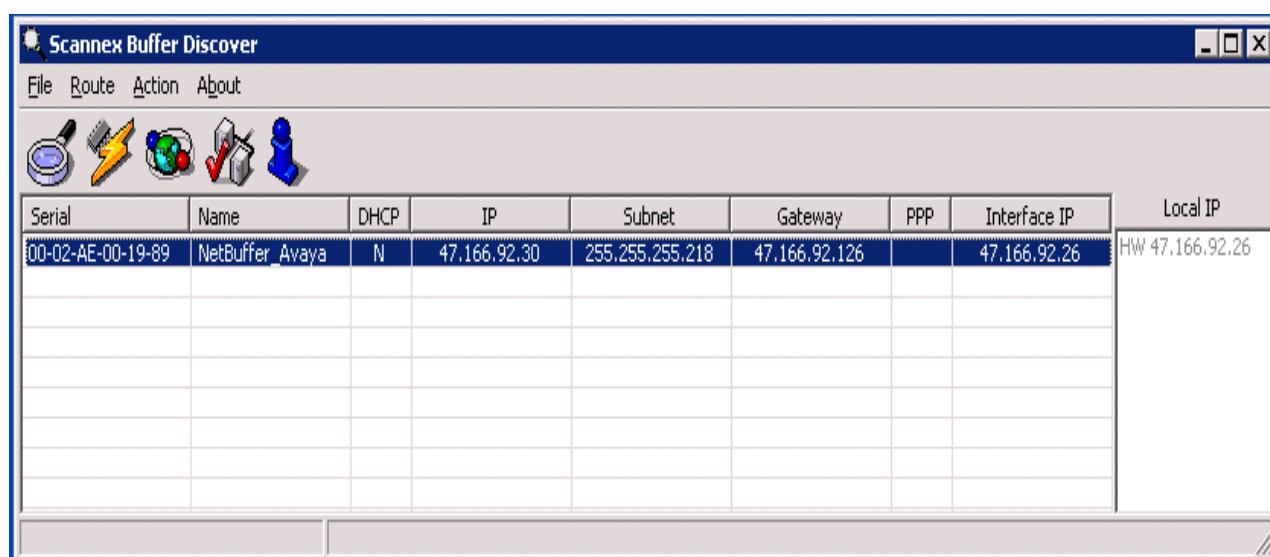 Scannex Buffer Discover
File Route Action About
Serial Name DHCP IP Subnet Gateway PPP Interface IP Local IP
00-02-AE-00-19-89 NetBuffer_Avaya N 47.166.92.30 255.255.255.218 47.166.92.126 47.166.92.26 HW 47.166.92.26